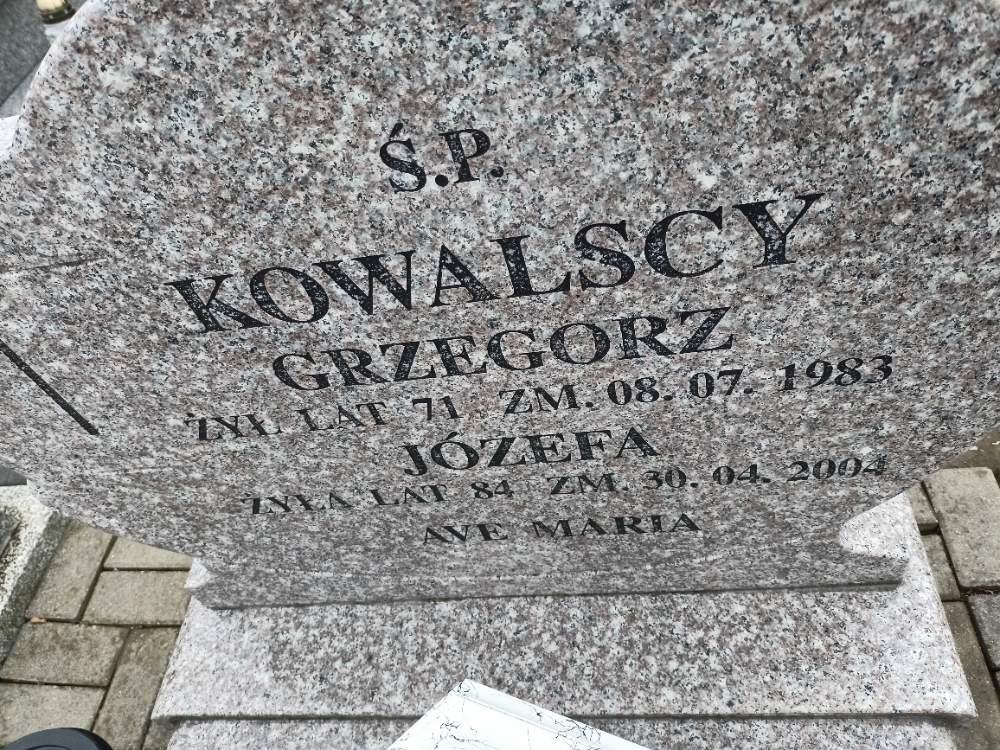 Ś.P.
KOWALSCY
GRZEGORZ
ŻYŁ LAT 71 ZM. 08. 07. 1983
JÓZEFA
ŻYŁA LAT 84 ZM. 30. 04. 2004
AVE MARIA